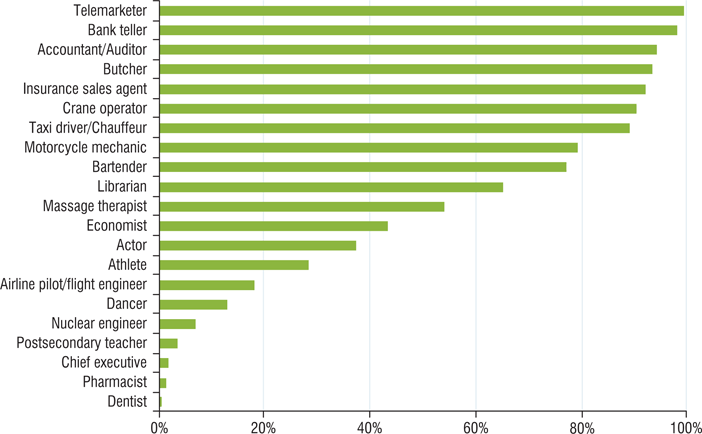 Telemarketer
Bank teller
Accountant/Auditor
Butcher
Insurance sales agent
Crane operator
Taxi driver/Chauffeur
Motorcycle mechanic
Bartender
Librarian
Massage therapist
Economist
Actor
Athlete
Airline pilot/flight engineer
Dancer
Nuclear engineer
Postsecondary teacher
Chief executive
Pharmacist
Dentist
0% 20% 40% 60% 80% 100%